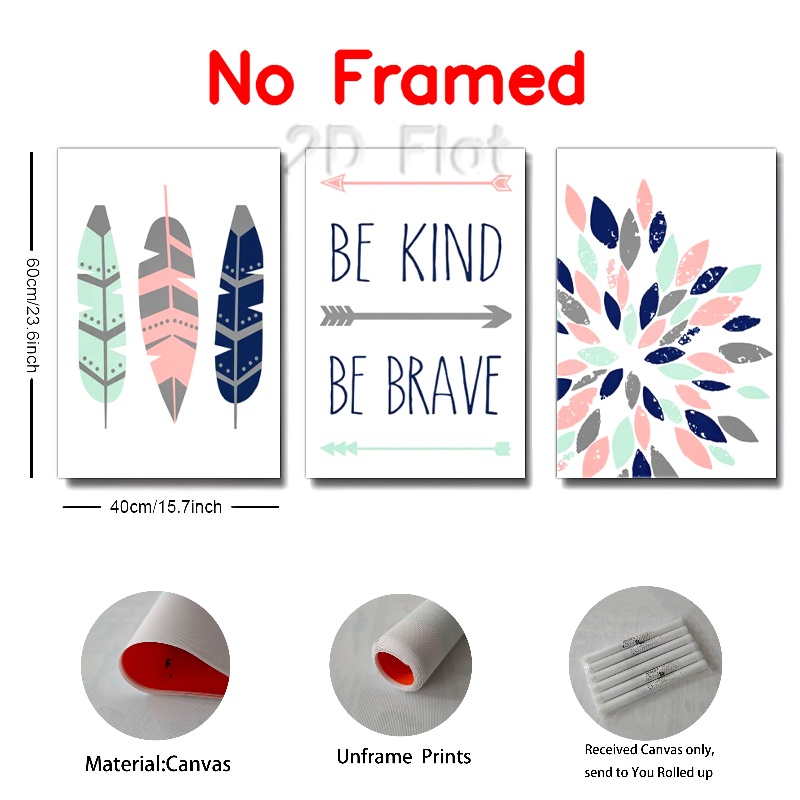 No Framed
2D Flat
BE KIND
BE BRAVE
60cm/23.6inch
40cm/15.7inch
Material:Canvas
Unframe Prints
Received Canvas only,
send to You Rolled up